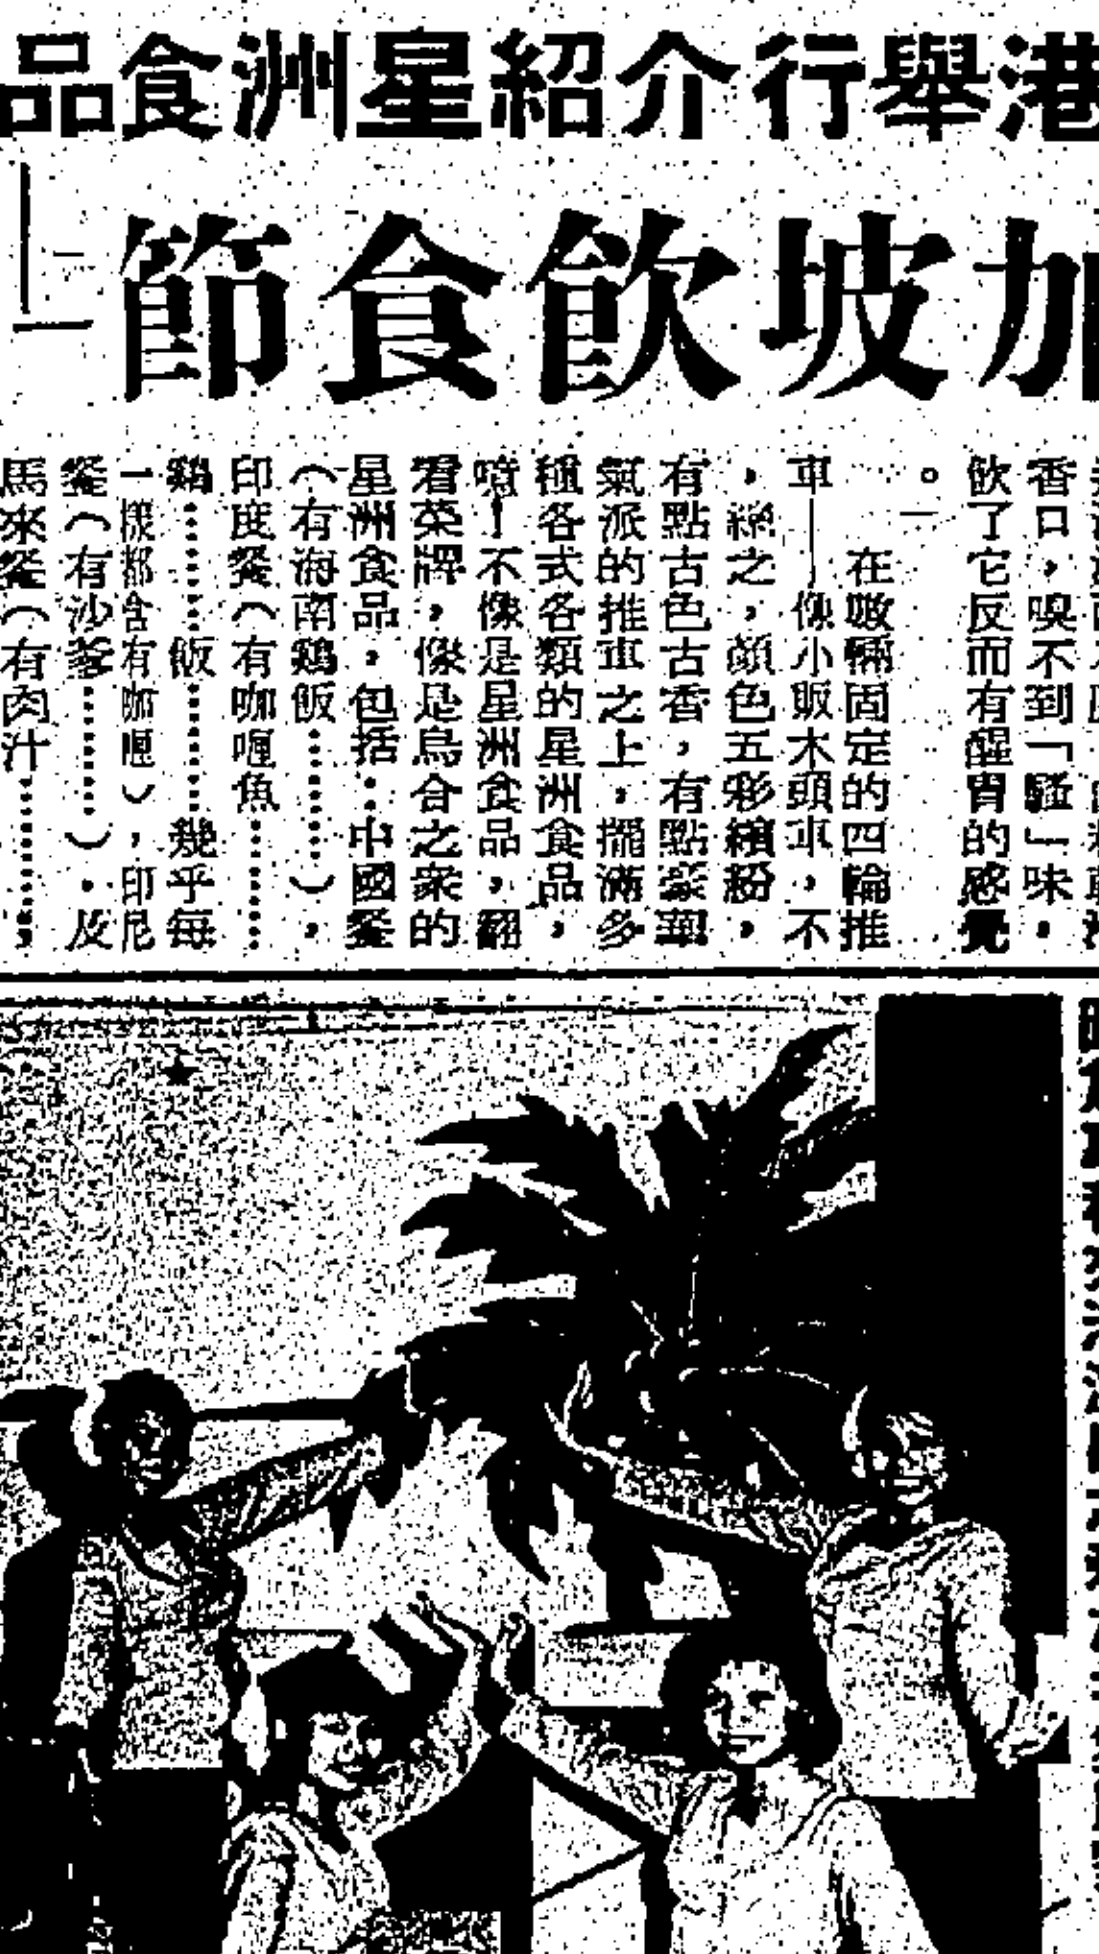 港舉行介紹星洲食品
加坡飲食節
香口，嗅不到「騷」味，
飲了它反而有醒胃的感覺
。
在幾輛固定的四輪推
車——像小販木頭車，不
，總之，顏色五彩繽紛，
有點古色古香，有點豪華
氣派的推車之上，擺滿多
種各式各類的星洲食品，
噴！不像是星洲食品，翻
看菜牌，像是烏合之衆的
星洲食品，包括：中國餐
（有海南鷄飯……），
印度餐（有咖喱魚……
鷄……飯……幾乎每
一樣都含有咖喱），印尼
餐（有沙爹……），及
馬來餐（有肉汁……